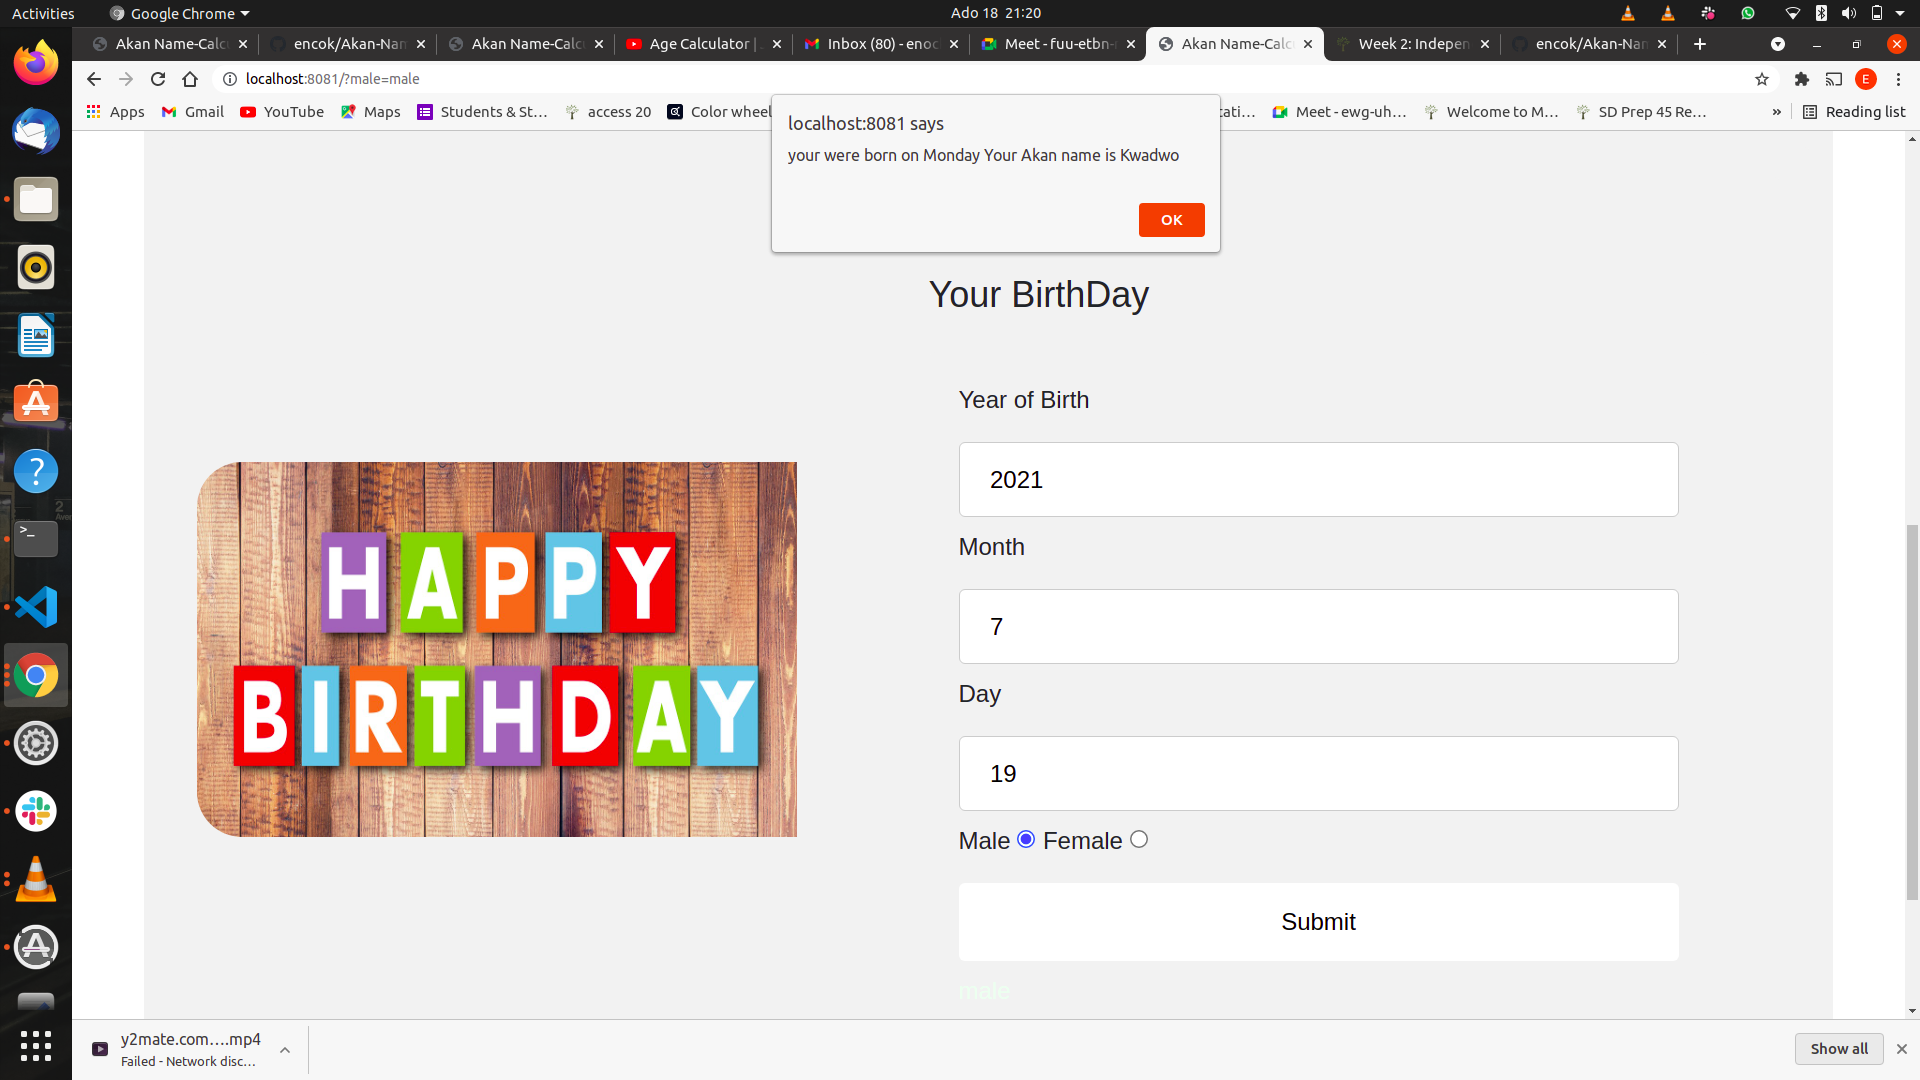 Activities
Google Chrome
Ado 18 21:20
Akan Name-Calc
encok/Akan-Nam
Akan Name-Calc
Age Calculator |
Inbox (80) - enoc
Meet - fuu-etbn-
Akan Name-Calc
Week 2: Indepen
encok/Akan-Nam
localhost:8081/?male=male
E
Apps
Gmail
YouTube
Maps
Students & St...
access 20
Color wheel
tati...
Meet - ewg-uh...
Welcome to M...
SD Prep 45 Re...
»
Reading list
localhost:8081 says
your were born on Monday Your Akan name is Kwadwo
OK
Your BirthDay
Year of Birth
2021
Month
7
Day
19
Male Female
Submit
male
HAPPY
BIRTHDAY
y2mate.com....mp4
Failed - Network disc...
Show all